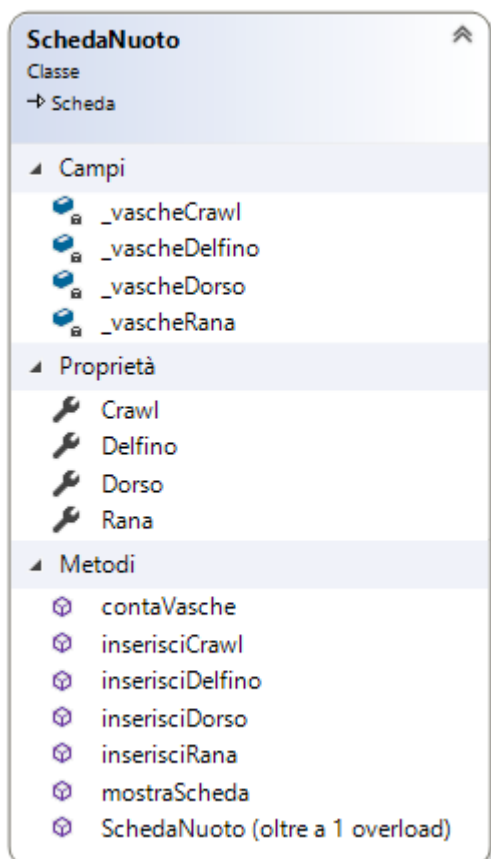 SchedaNuoto
Classe
Scheda
Campi
_vascheCrawl
_vascheDelfino
_vascheDorso
_vascheRana
Proprietà
Crawl
Delfino
Dorso
Rana
Metodi
contaVasche
inserisciCrawl
inserisciDelfino
inserisciDorso
inserisciRana
mostraScheda
SchedaNuoto (oltre a 1 overload)